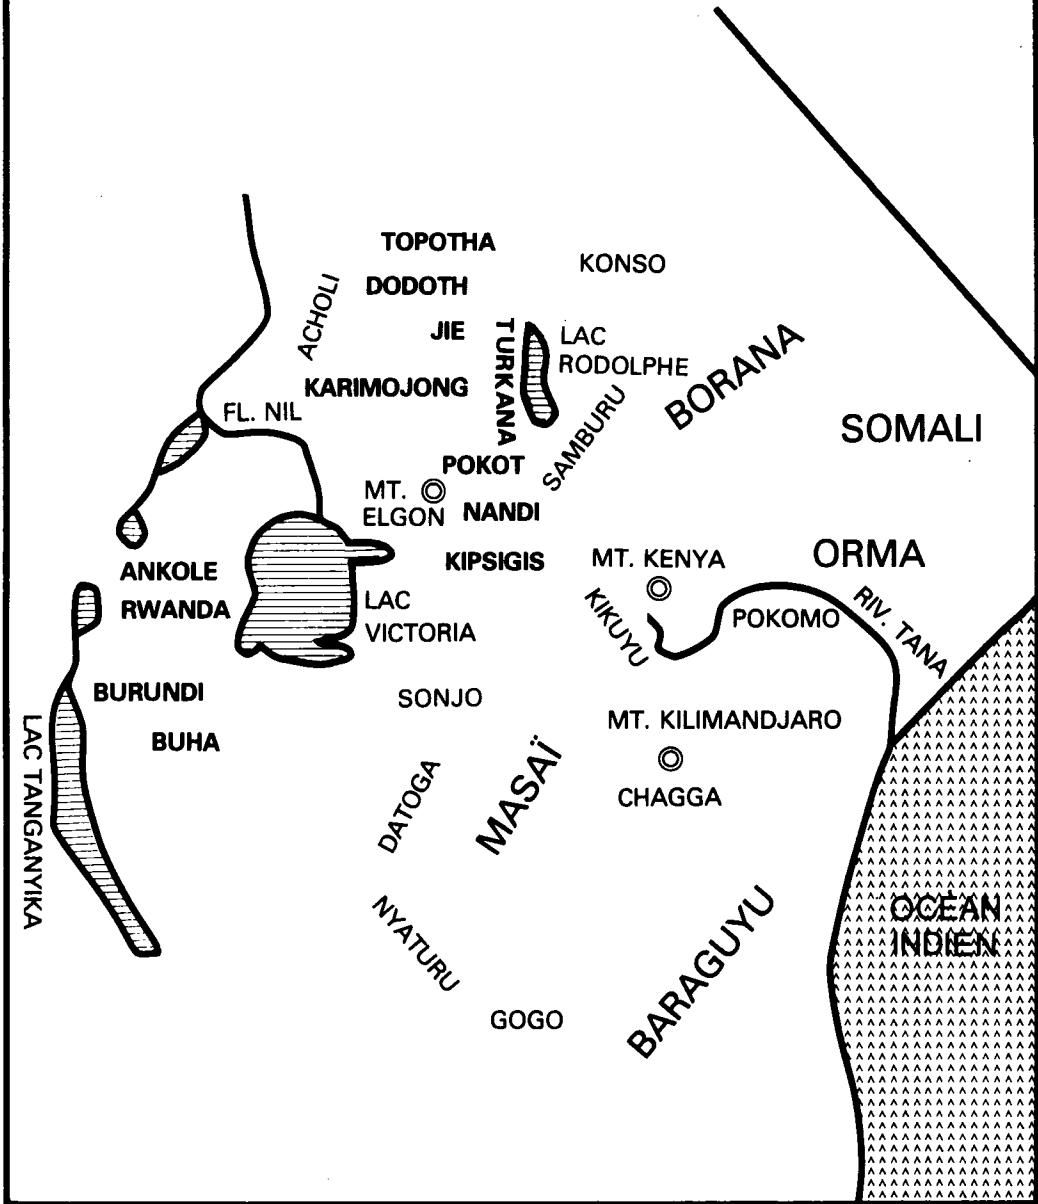 TOPOTHA
KONSO
DODOTH
ACHOLI
JIE
TURKANA
LAC
RODOLPHE
BORANA
KARIMOJONG
FL. NIL
SAMBURU
SOMALI
POKOT
MT.
ELGON
NANDI
ORMA
KIPSIGIS
MT. KENYA
ANKOLE
RWANDA
LAC
VICTORIA
KIKUYU
POKOMO
RIV. TANA
BURUNDI
SONJO
MT. KILIMANDJARO
BUHA
LAC TANGANYIKA
DATOGA
MASAÏ
CHAGGA
NYATURU
BARAGUYU
OCEAN
INDIEN
GOGO